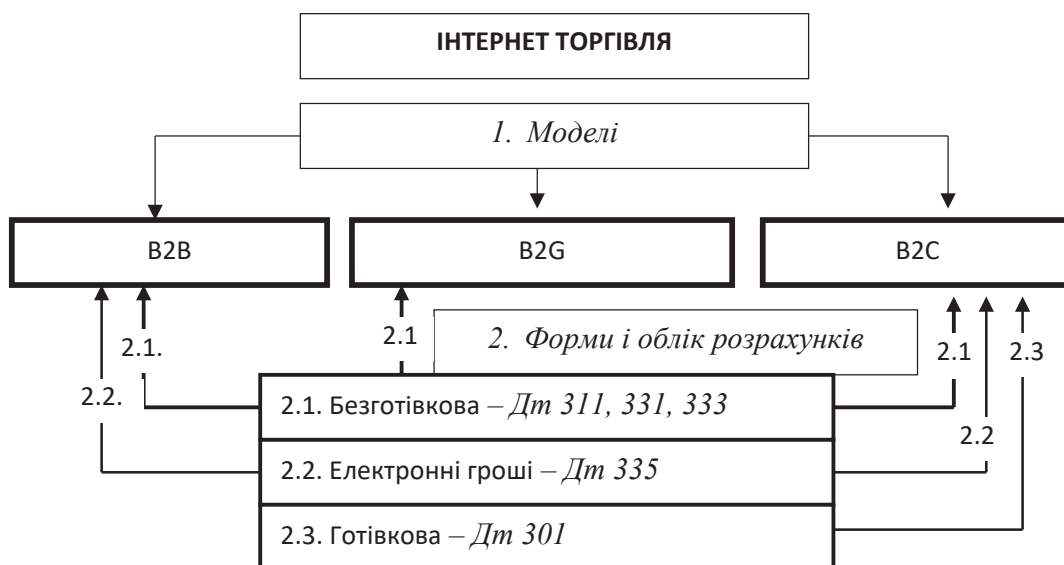 ІНТЕРНЕТ ТОРГІВЛЯ
1. Моделі
B2B
B2G
B2C
2.1.
2.1
2. Форми і облік розрахунків
2.1
2.3
2.2.
2.1. Безготівкова – Дт 311, 331, 333
2.2
2.2. Електронні гроші – Дт 335
2.3. Готівкова – Дт 301